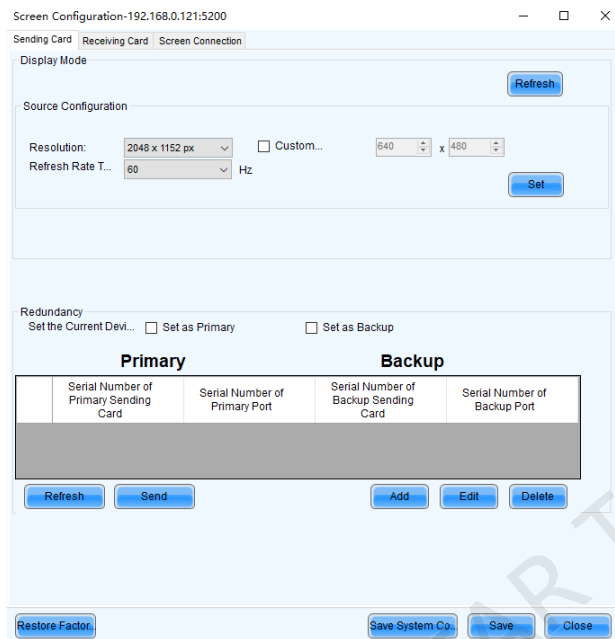 Screen Configuration-192.168.0.121:5200
Sending Card Receiving Card Screen Connection
Display Mode
Refresh
Source Configuration
Resolution: 2048 x 1152 px Custom... 640 x 480
Refresh Rate T... 60 Hz
Set
Redundancy
Set the Current Devi... Set as Primary Set as Backup
Primary Backup
Serial Number of Primary Sending Card Serial Number of Primary Port Serial Number of Backup Sending Card Serial Number of Backup Port
Refresh Send Add Edit Delete
Restore Factor.. Save System Co.. Save Close